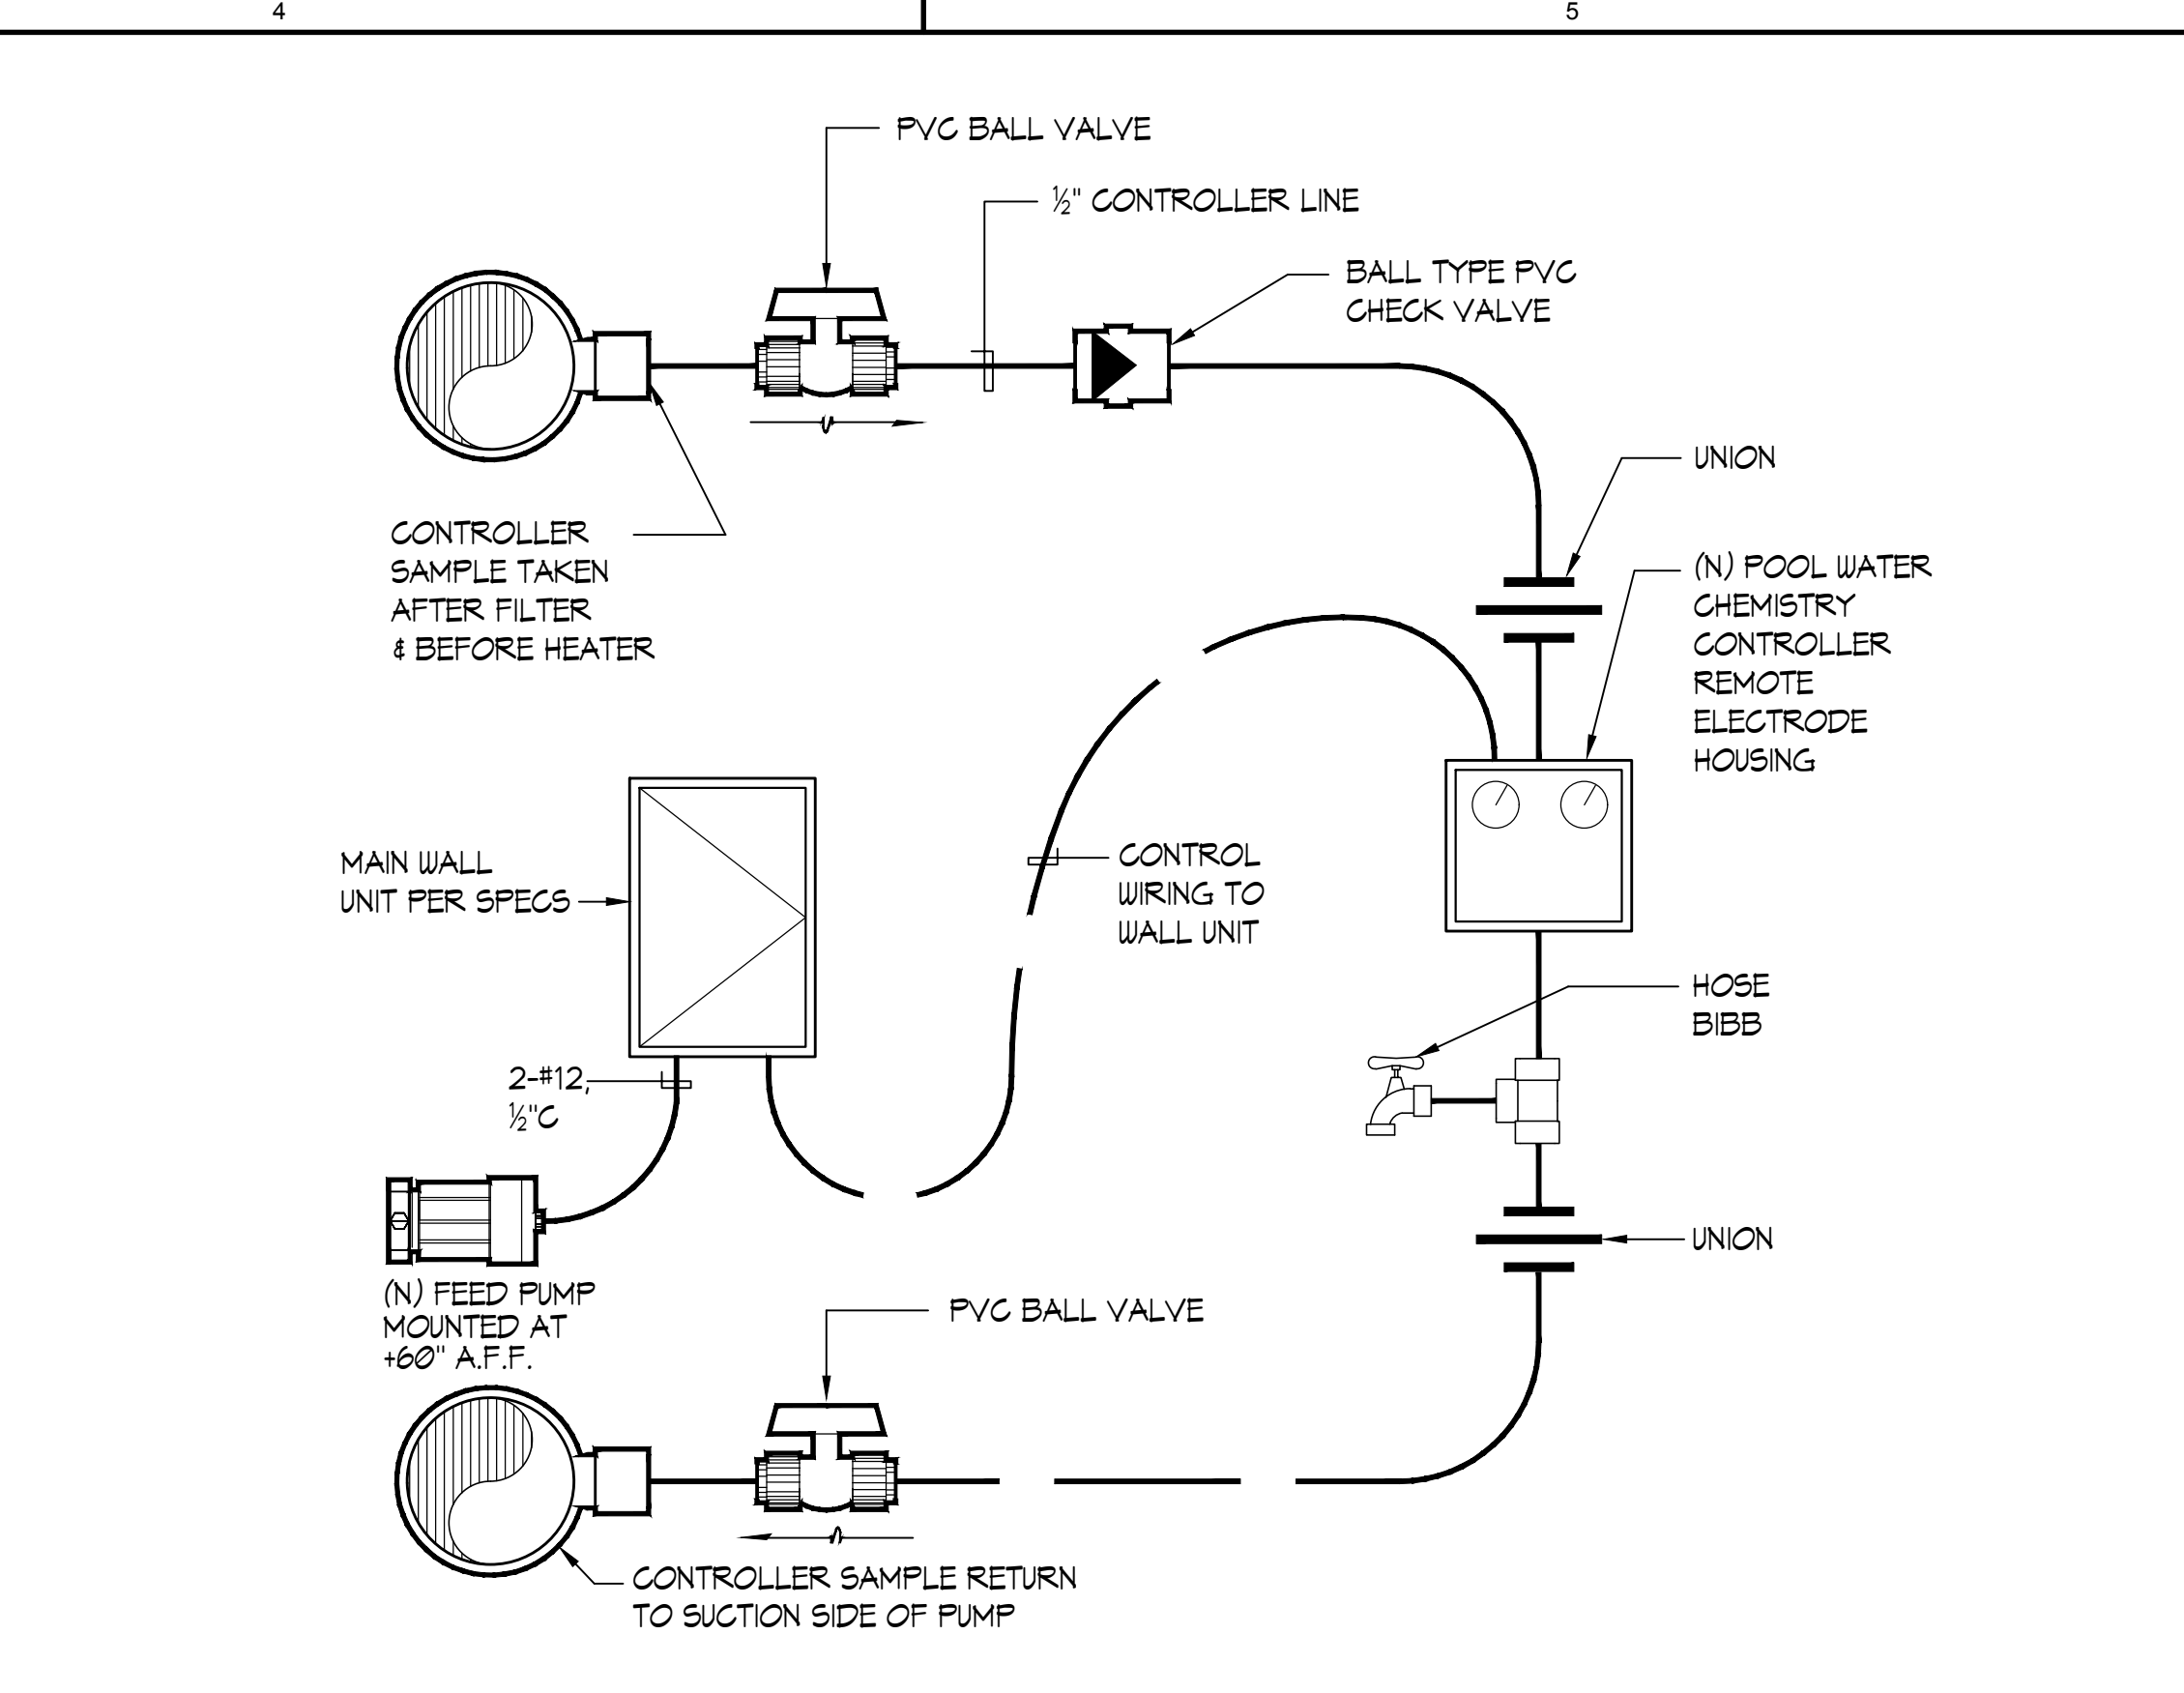 4
5
PVC BALL VALVE
½" CONTROLLER LINE
BALL TYPE PVC
CHECK VALVE
UNION
CONTROLLER
SAMPLE TAKEN
AFTER FILTER
& BEFORE HEATER
(N) POOL WATER
CHEMISTRY
CONTROLLER
REMOTE
ELECTRODE
HOUSING
MAIN WALL
UNIT PER SPECS
CONTROL
WIRING TO
WALL UNIT
HOSE
BIBB
2-#12,
½"C
UNION
(N) FEED PUMP
MOUNTED AT
+60" A.F.F.
PVC BALL VALVE
CONTROLLER SAMPLE RETURN
TO SUCTION SIDE OF PUMP